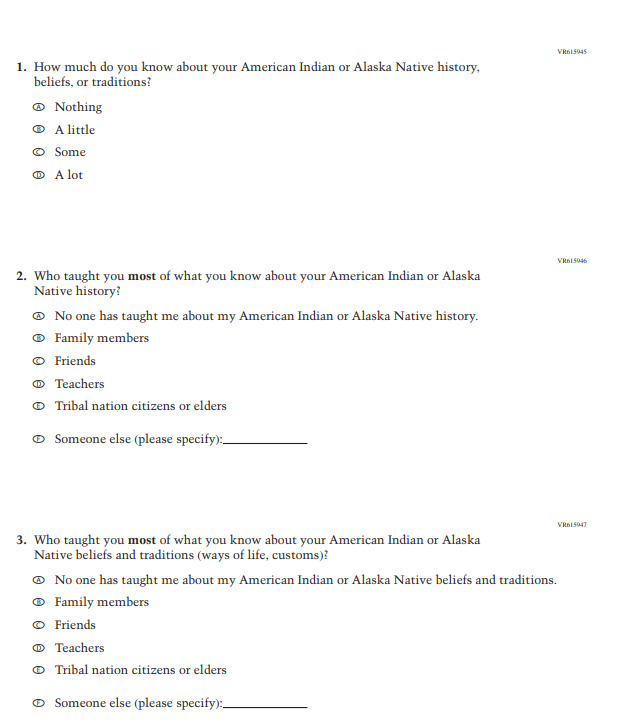 VR615945
1. How much do you know about your American Indian or Alaska Native history,
beliefs, or traditions?
Ⓐ Nothing
Ⓑ A little
Ⓒ Some
Ⓓ A lot
VR615946
2. Who taught you most of what you know about your American Indian or Alaska
Native history?
Ⓐ No one has taught me about my American Indian or Alaska Native history.
Ⓑ Family members
Ⓒ Friends
Ⓓ Teachers
Ⓔ Tribal nation citizens or elders
Ⓕ Someone else (please specify):
VR615947
3. Who taught you most of what you know about your American Indian or Alaska
Native beliefs and traditions (ways of life, customs)?
Ⓐ No one has taught me about my American Indian or Alaska Native beliefs and traditions.
Ⓑ Family members
Ⓒ Friends
Ⓓ Teachers
Ⓔ Tribal nation citizens or elders
Ⓕ Someone else (please specify):